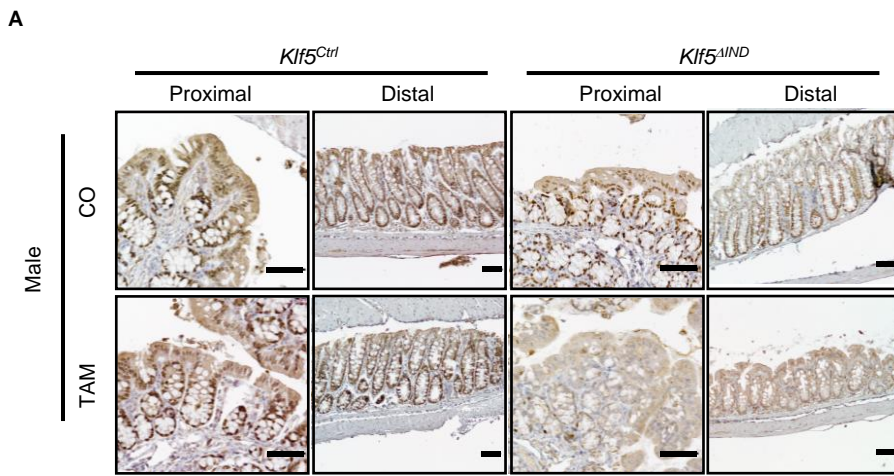 A
Klf5Ctrl Klf5ΔIND
Proximal Distal Proximal Distal
Male
CO
TAM